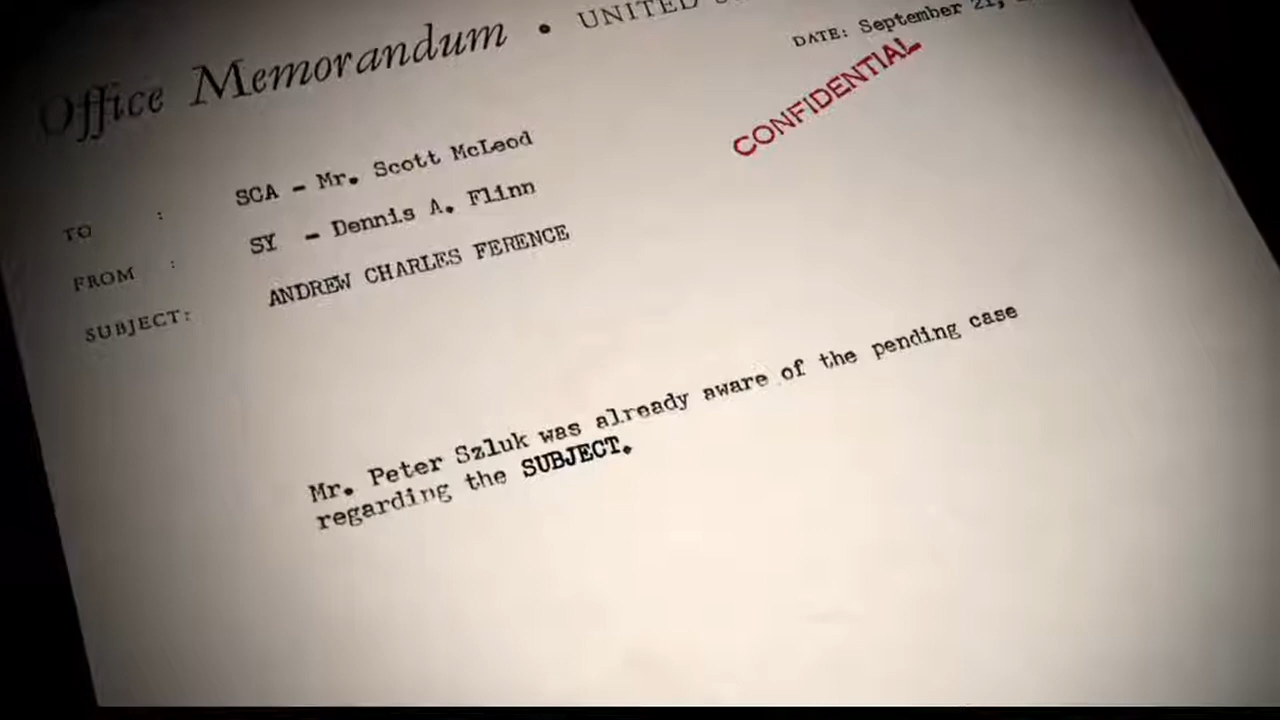 Office Memorandum • UNITED
DATE: September 21,
CONFIDENTIAL
TO : SCA - Mr. Scott McLeod
FROM : SY - Dennis A. Flinn
SUBJECT: ANDREW CHARLES FERENCE
Mr. Peter Szluk was already aware of the pending case
regarding the SUBJECT.